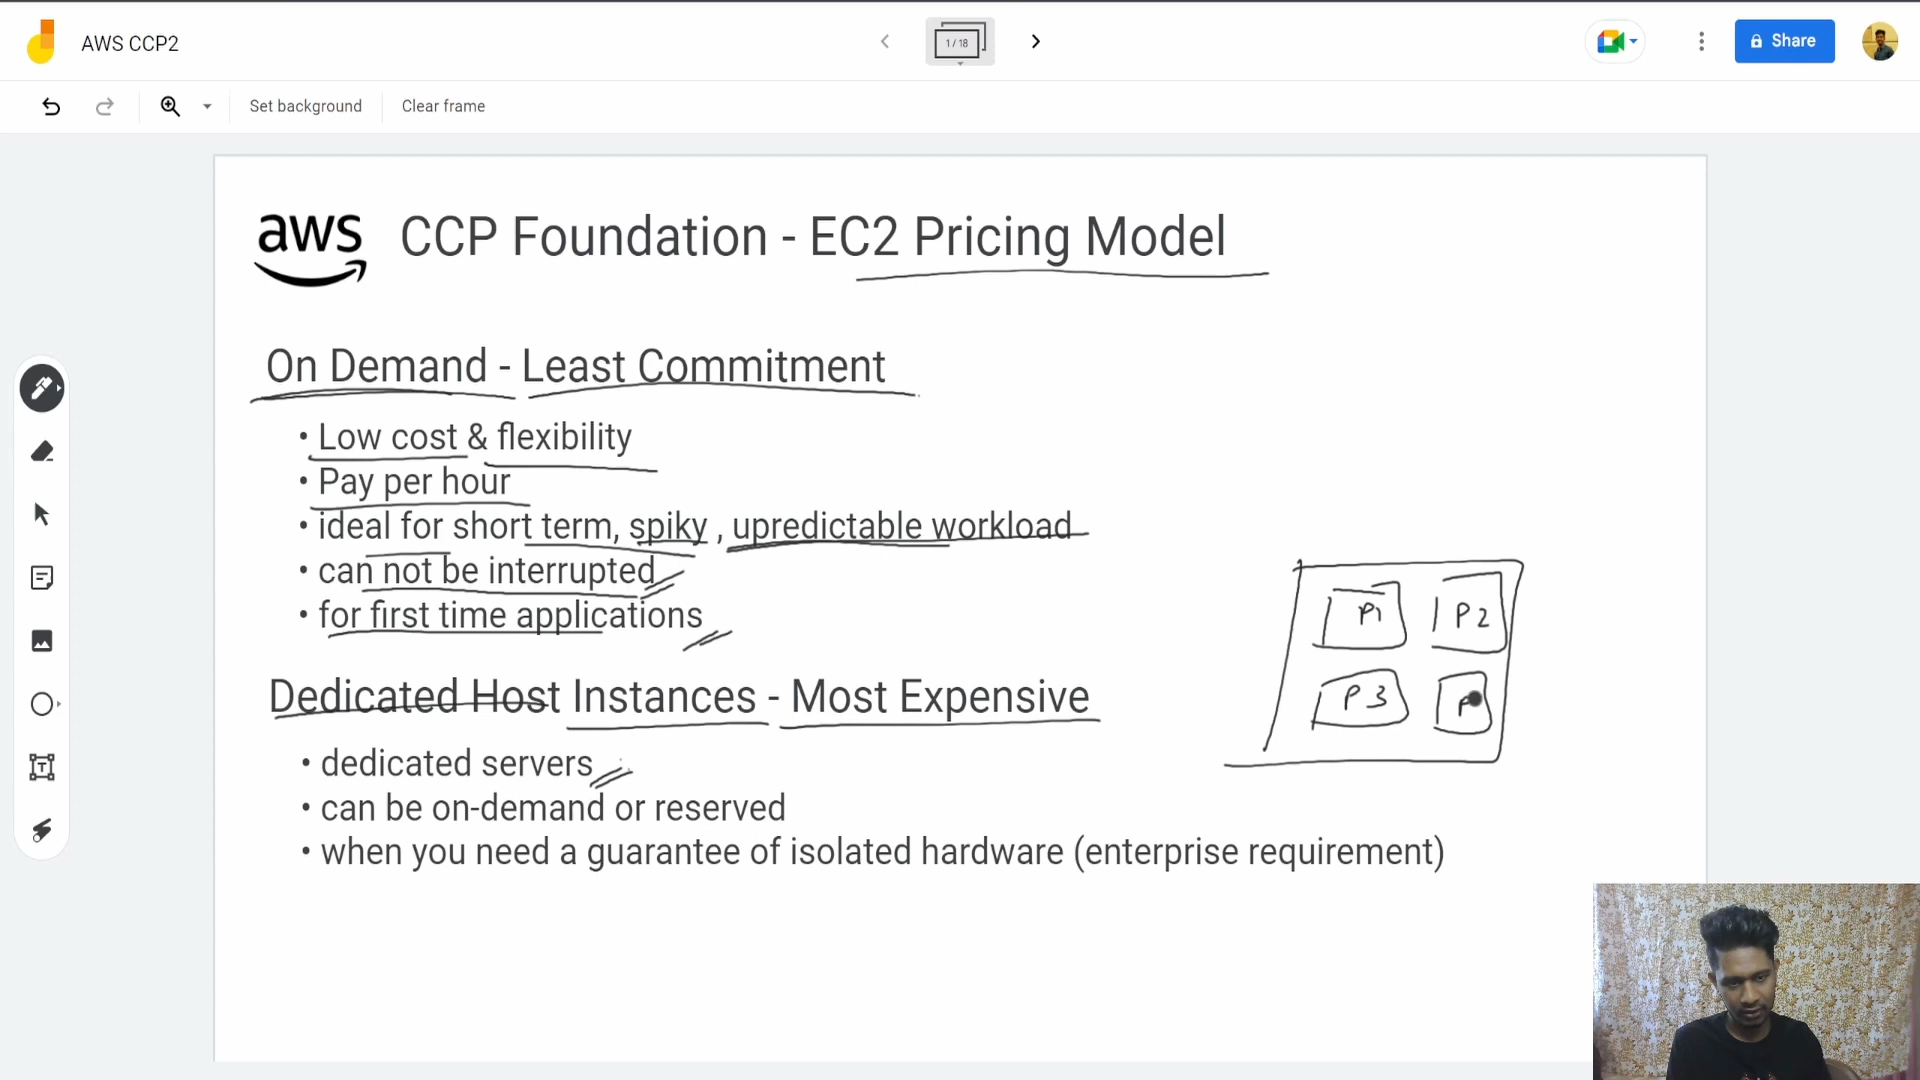 AWS CCP2
1 / 18
Share
Set background
Clear frame
aws CCP Foundation - EC2 Pricing Model
On Demand - Least Commitment
• Low cost & flexibility
• Pay per hour
• ideal for short term, spiky , upredictable workload
• can not be interrupted
• for first time applications
P1 P2
P3 P
Dedicated Host Instances - Most Expensive
• dedicated servers
• can be on-demand or reserved
• when you need a guarantee of isolated hardware (enterprise requirement)